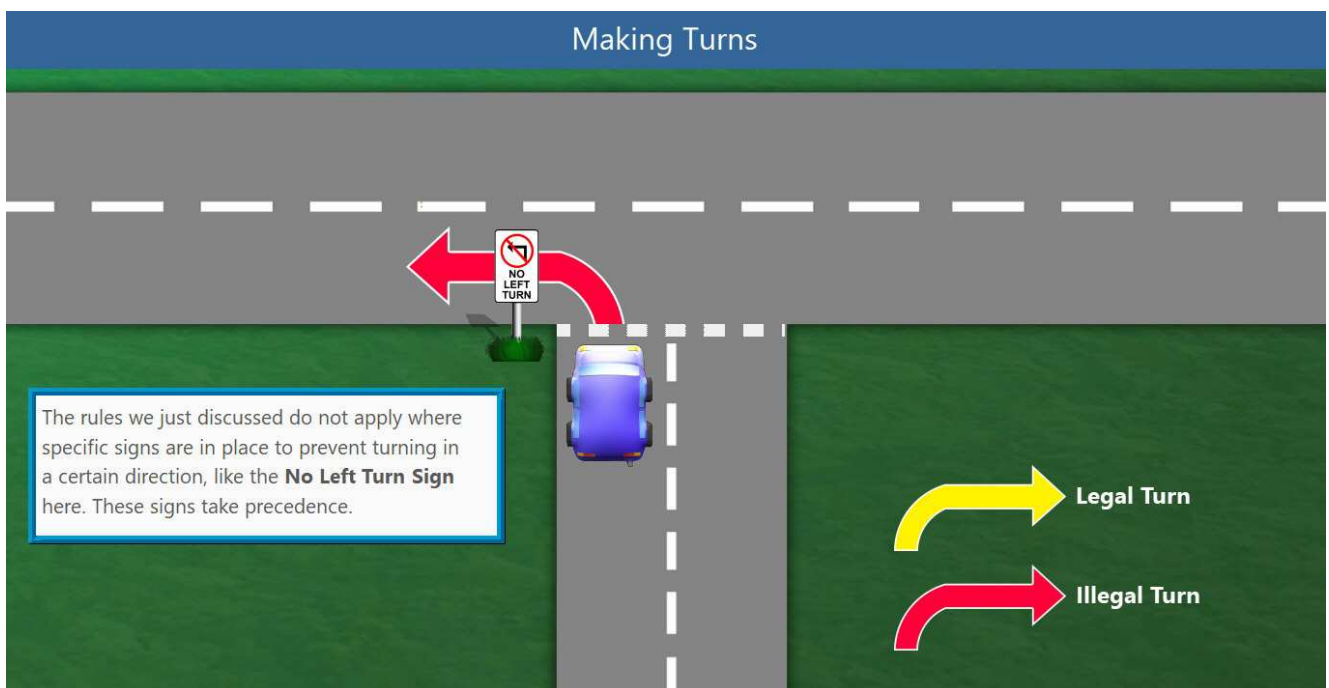 Making Turns
NO
LEFT
TURN
The rules we just discussed do not apply where
specific signs are in place to prevent turning in
a certain direction, like the No Left Turn Sign
here. These signs take precedence.
Legal Turn
Illegal Turn